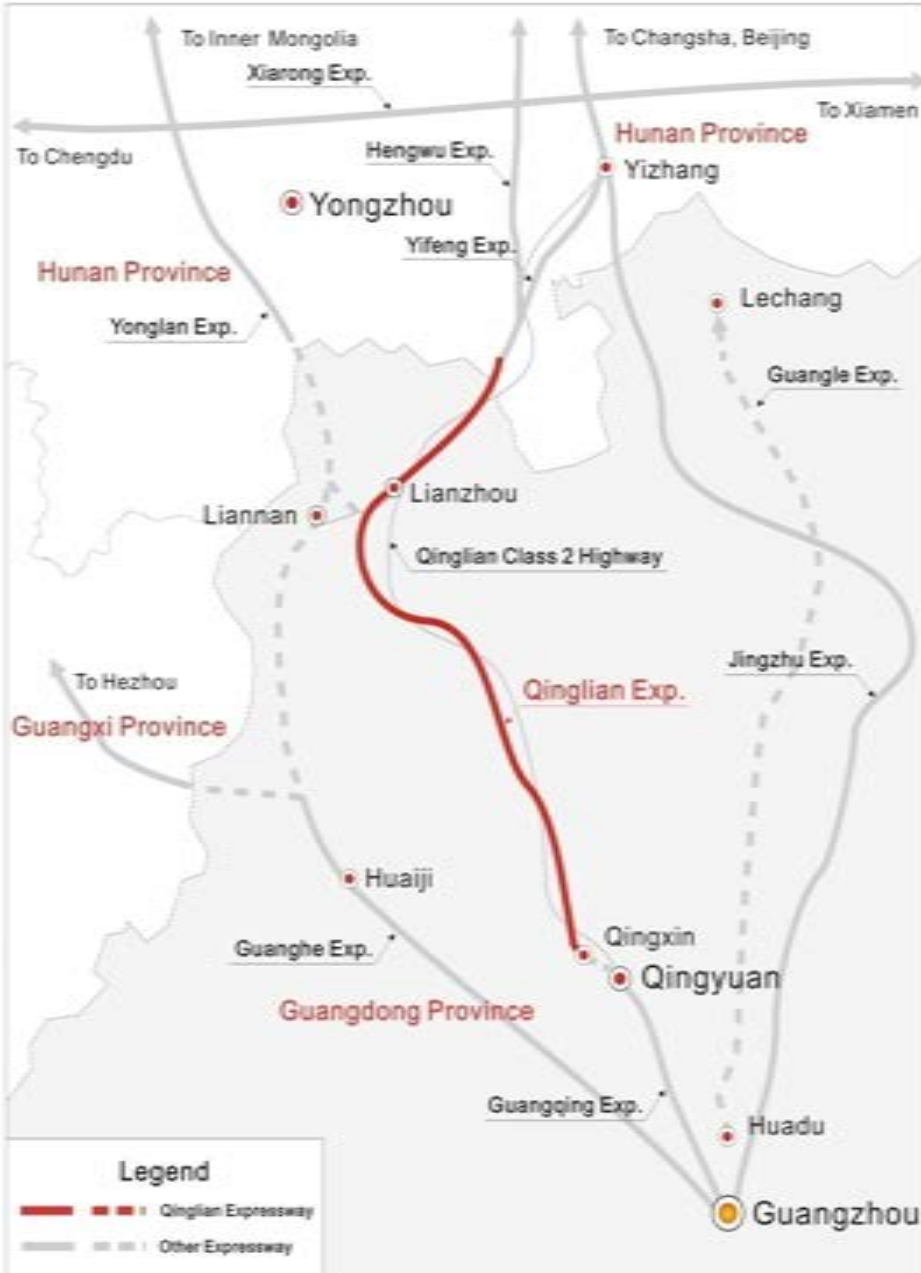 To Inner Mongolia
To Changsha, Beijing
Xiarong Exp.
To Xiamen
To Chengdu
Hengwu Exp.
Hunan Province
Yizhang
Yongzhou
Yifeng Exp.
Hunan Province
Lechang
Yonglan Exp.
Guangle Exp.
Lianzhou
Liannan
Qinglian Class 2 Highway
Jingzhu Exp.
To Hezhou
Qinglian Exp.
Guangxi Province
Huaiji
Qingxin
Guanghe Exp.
Qingyuan
Guangdong Province
Guangqing Exp.
Huadu
Legend
Qinglian Expressway
Guangzhou
Other Expressway